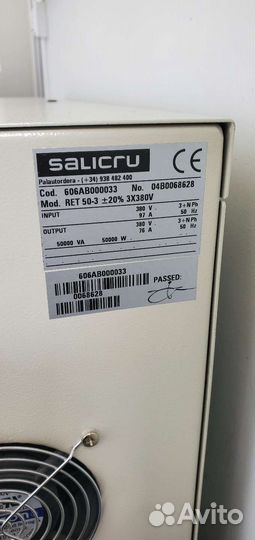 SALICRU
CE
Palautordera - (+34) 938 482 400
Cod. 606AB000033 No. 04B0068628
Mod. RET 50-3 ±20% 3X380V
INPUT 380 V 3+N Ph
97 A 50 Hz
OUTPUT 380 V 3+N Ph
76 A 50 Hz
50000 VA 50000 W
606AB000033
PASSED:
0068628
Avito